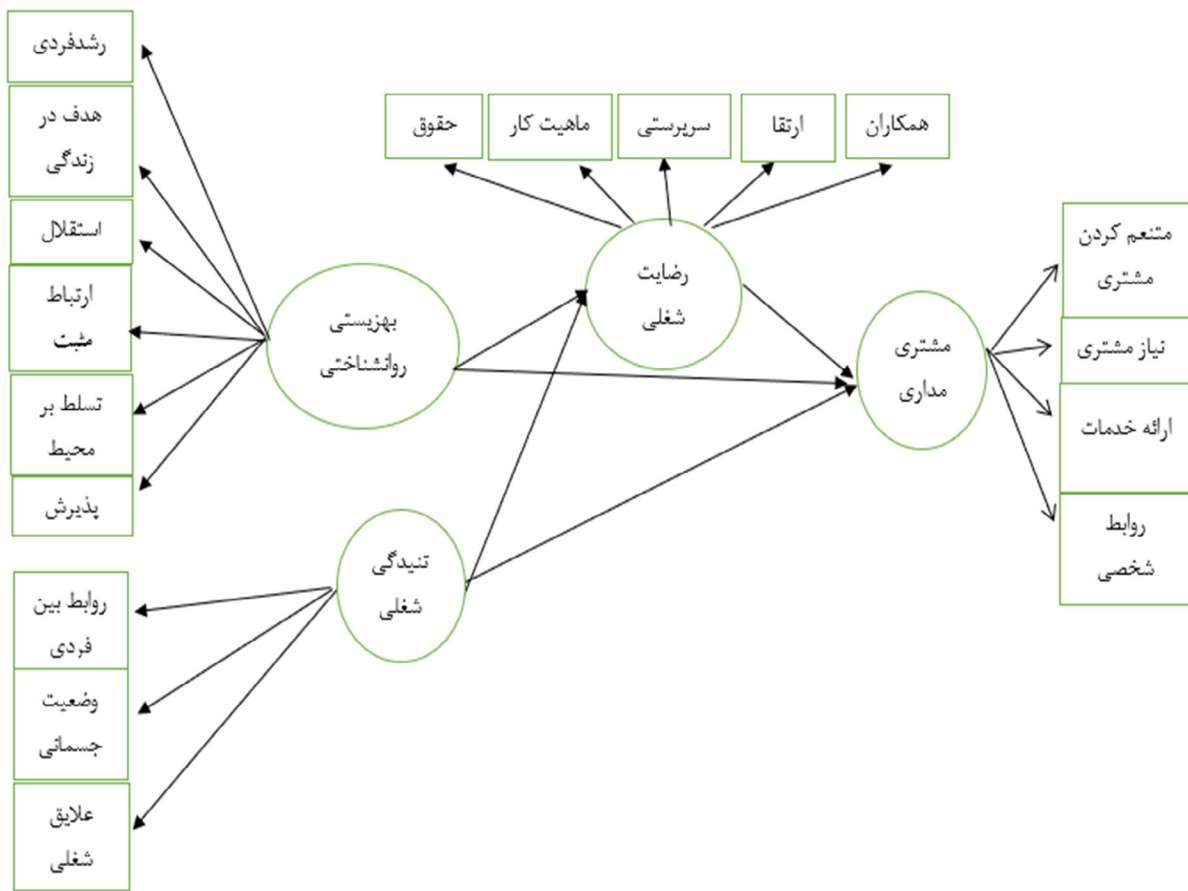 رشدفردی
هدف در
زندگی
استقلال
ارتباط
مثبت
تسلط بر
محیط
پذیرش
بهزیستی
روانشناختی
حقوق
ماهیت کار
سرپرستی
ارتقا
همکاران
رضایت
شغلی
مشتری
مداری
متنعم کردن
مشتری
نیاز مشتری
ارائه خدمات
روابط
شخصی
تنیدگی
شغلی
روابط بین
فردی
وضعیت
جسمانی
علایق
شغلی